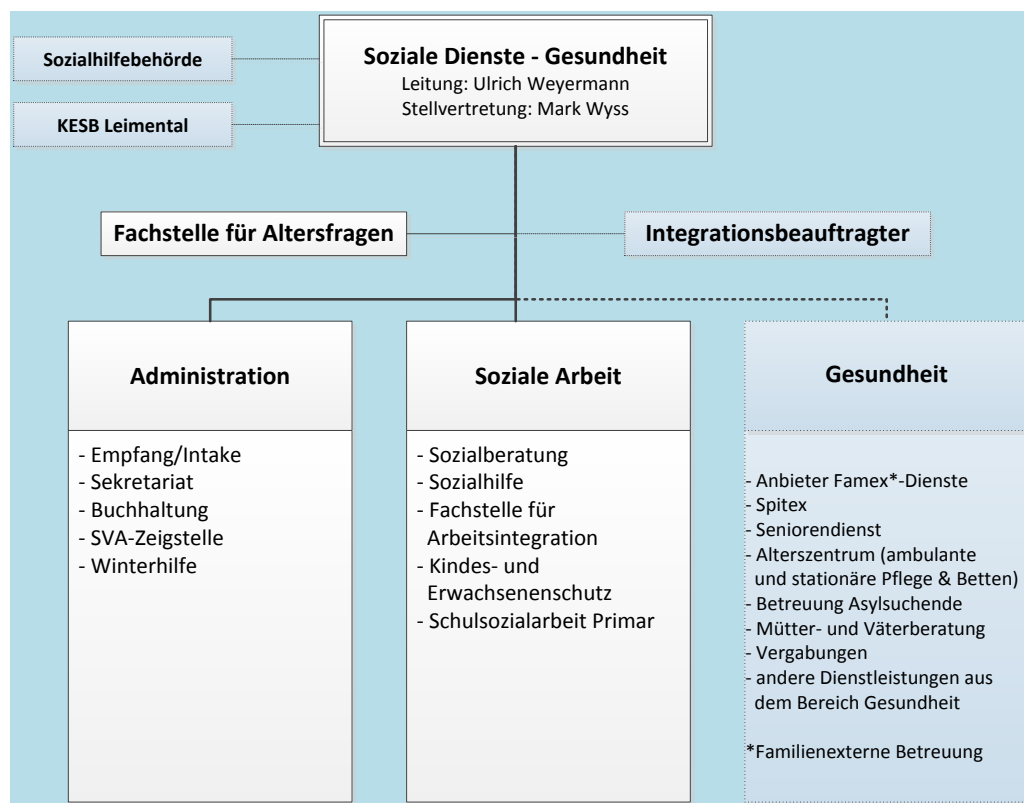 Soziale Dienste - Gesundheit
Leitung: Ulrich Weyermann
Stellvertretung: Mark Wyss
Sozialhilfebehörde
KESB Leimental
Fachstelle für Altersfragen
Integrationsbeauftragter
Administration
- Empfang/Intake
- Sekretariat
- Buchhaltung
- SVA-Zeigstelle
- Winterhilfe
Soziale Arbeit
- Sozialberatung
- Sozialhilfe
- Fachstelle für
Arbeitsintegration
- Kindes- und
Erwachsenenschutz
- Schulsozialarbeit Primar
Gesundheit
- Anbieter Famex*-Dienste
- Spitex
- Seniorendienst
- Alterszentrum (ambulante
und stationäre Pflege & Betten)
- Betreuung Asylsuchende
- Mütter- und Väterberatung
- Vergabungen
- andere Dienstleistungen aus
dem Bereich Gesundheit
*Familienexterne Betreuung